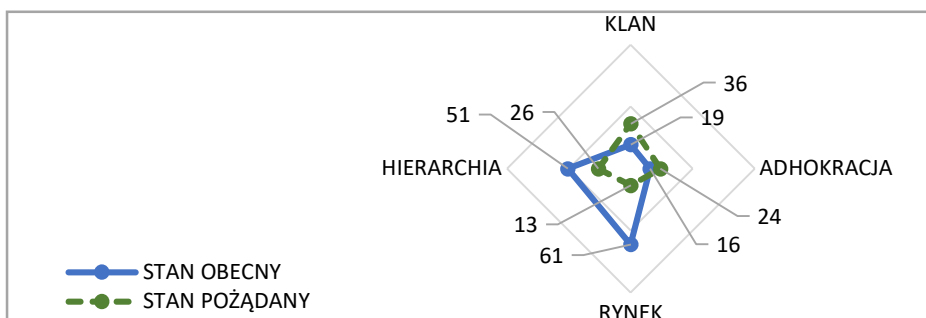 KLAN
36
51
26
19
HIERARCHIA
ADHOKRACJA
13
24
61
16
STAN OBECNY
STAN POŻĄDANY
RYNEK